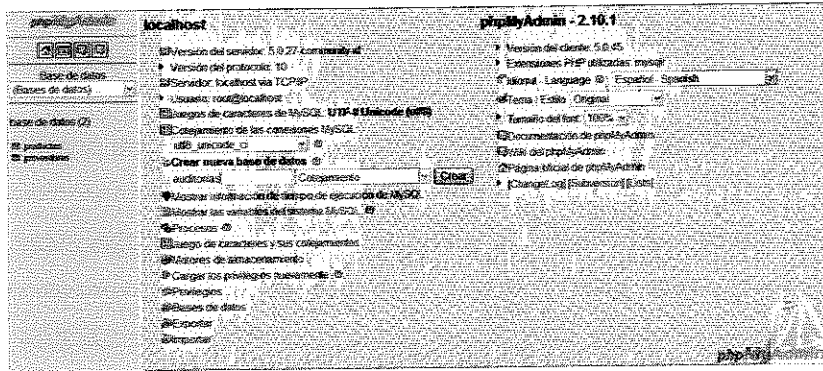 phpMyAdmin
Base de datos
(Bases de datos) ...
base de datos (2)
productos
localhost
Versión del servidor: 5.0.27-community-nt
Versión del protocolo: 10
Servidor: localhost via TCP/IP
Usuario: root@localhost
Juegos de caracteres de MySQL: UTF-8 Unicode (utf8)
Cotejamiento de las conexiones MySQL:
utf8_unicode_ci
Crear nueva base de datos
auditorias Cotejamiento Crear
Mostrar información de tiempo de ejecución de MySQL
Mostrar las variables del sistema MySQL
Procesos
Juego de caracteres y sus cotejamientos
Motores de almacenamiento
Cargar los privilegios nuevamente
Privilegios
Bases de datos
Exportar
Importar
phpMyAdmin - 2.10.1
Versión del cliente: 5.0.45
Extensiones PHP utilizadas: mysql
Idioma - Language: Español - Spanish
Tema / Estilo: Original
Tamaño del font: 100%
Documentación de phpMyAdmin
Wiki del phpMyAdmin
Página oficial de phpMyAdmin
[ChangeLog] [Subversion] [Lists]
phpMyAdmin